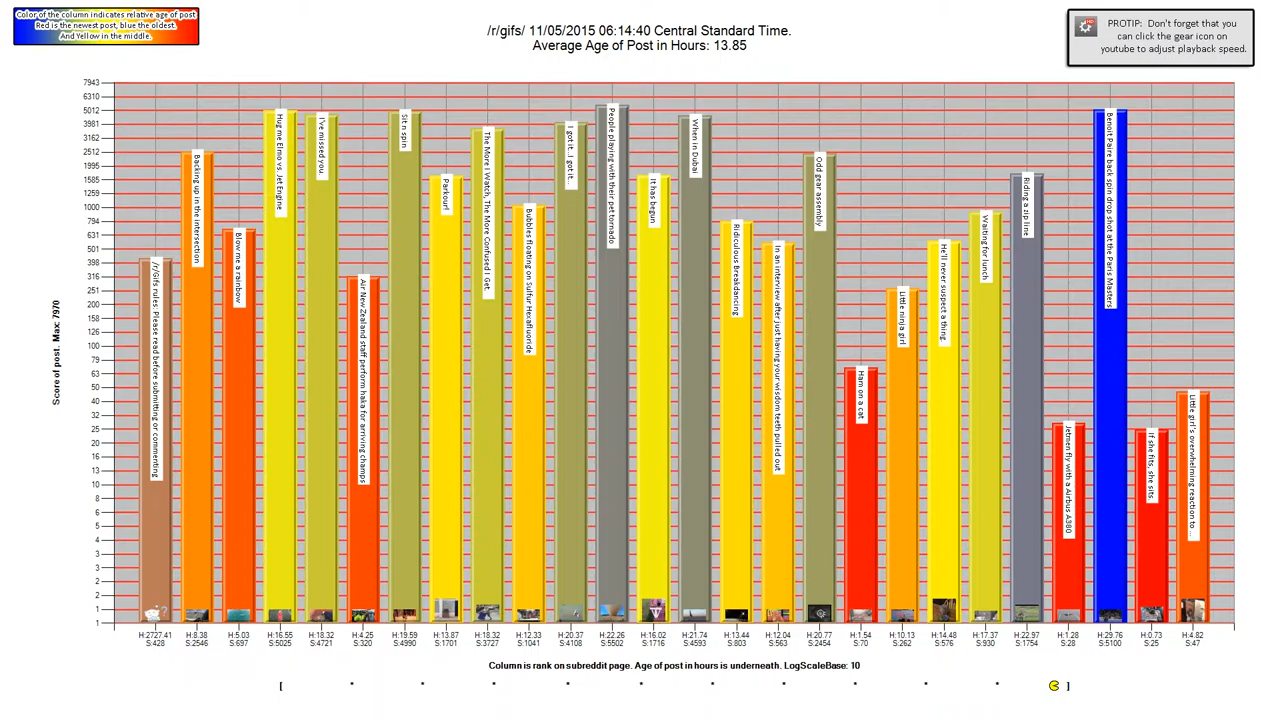 Color of the column indicates relative age of post
Red is the newest post, blue the oldest.
And Yellow in the middle.
/r/gifs/ 11/05/2015 06:14:40 Central Standard Time.
Average Age of Post in Hours: 13.85
PROTIP: Don't forget that you
can click the gear icon on
youtube to adjust playback speed.
Score of post. Max: 7970
7943
6310
5012
3981
3162
2512
1995
1585
1259
1000
794
631
501
398
316
251
200
158
126
100
79
63
50
40
32
25
20
16
13
10
8
6
5
4
3
3
2
2
1
1
/r/Gifs rules: Please read before submitting or commenting
Backing up in the intersection
Blow me a rainbow
Hug me Elmo vs. Jet Engine
I've missed you.
Air New Zealand staff perform haka for arriving champs
Sit n spin
Parkour!
The More I Watch, The More Confused I Get.
Bubbles floating on Sulfur Hexafluoride
I got it...I got it...
People playing with their pet tornado
It has begun
When in Dubai
Ridiculous Breakdancing
In an interview after just having your wisdom teeth pulled out
Odd gear assembly
Ham on a cat
Little ninja girl
He'll never suspect a thing.
Waiting for lunch
Riding a zip line
Jetmen fly with a Airbus A380
Benoit Paire back spin drop shot at the Paris Masters
If she fits, she sits.
Little girl's overwhelming reaction to ...
H:2727.41 H:8.38 H:5.03 H:16.55 H:18.32 H:4.25 H:19.59 H:13.87 H:18.32 H:12.33 H:20.37 H:22.26 H:16.02 H:21.74 H:13.44 H:12.04 H:20.77 H:1.54 H:10.13 H:14.48 H:17.37 H:22.97 H:1.28 H:29.76 H:0.73 H:4.82
S:428 S:2546 S:697 S:5025 S:4721 S:320 S:4990 S:1701 S:3727 S:1041 S:4108 S:5502 S:1716 S:4593 S:803 S:563 S:2454 S:70 S:262 S:576 S:930 S:1754 S:28 S:5100 S:25 S:47
Column is rank on subreddit page. Age of post in hours is underneath. LogScaleBase: 10